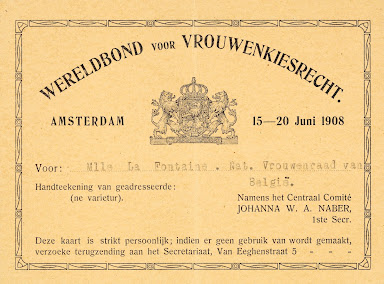 WERELDBOND VOOR VROUWENKIESRECHT.
AMSTERDAM 15—20 Juni 1908
Voor: Mlle La Fontaine . Nat. Vrouwenraad van
België.
Handteekening van geadresseerde:
(ne varietur).
Namens het Centraal Comité
JOHANNA W. A. NABER,
1ste Secr.
Deze kaart is strikt persoonlijk; indien er geen gebruik van wordt gemaakt,
verzoeke terugzending aan het Secretariaat, Van Eeghenstraat 5 - - -